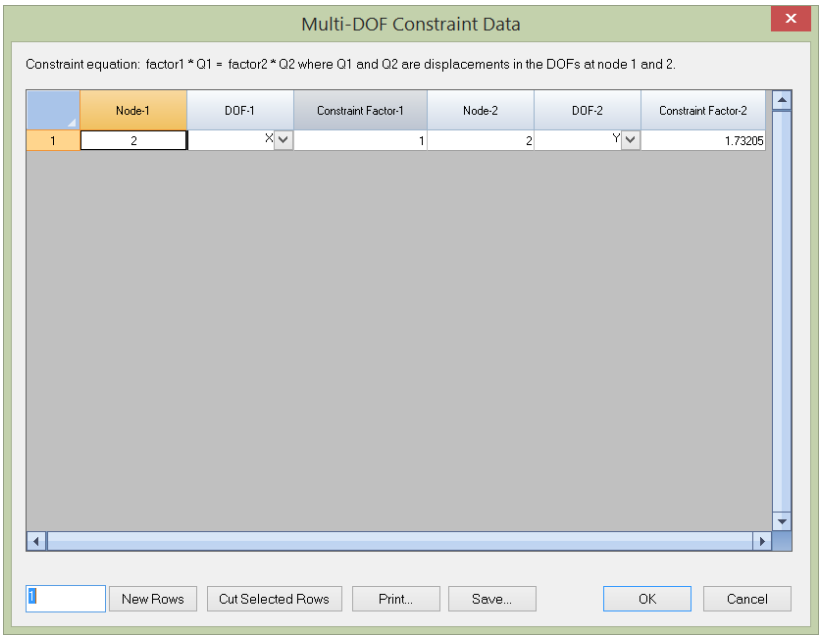 Multi-DOF Constraint Data
Constraint equation: factor1 * Q1 = factor2 * Q2 where Q1 and Q2 are displacements in the DOFs at node 1 and 2.
Node-1 DOF-1 Constraint Factor-1 Node-2 DOF-2 Constraint Factor-2
1 2 X 1 2 Y 1.73205
1 New Rows Cut Selected Rows Print... Save... OK Cancel